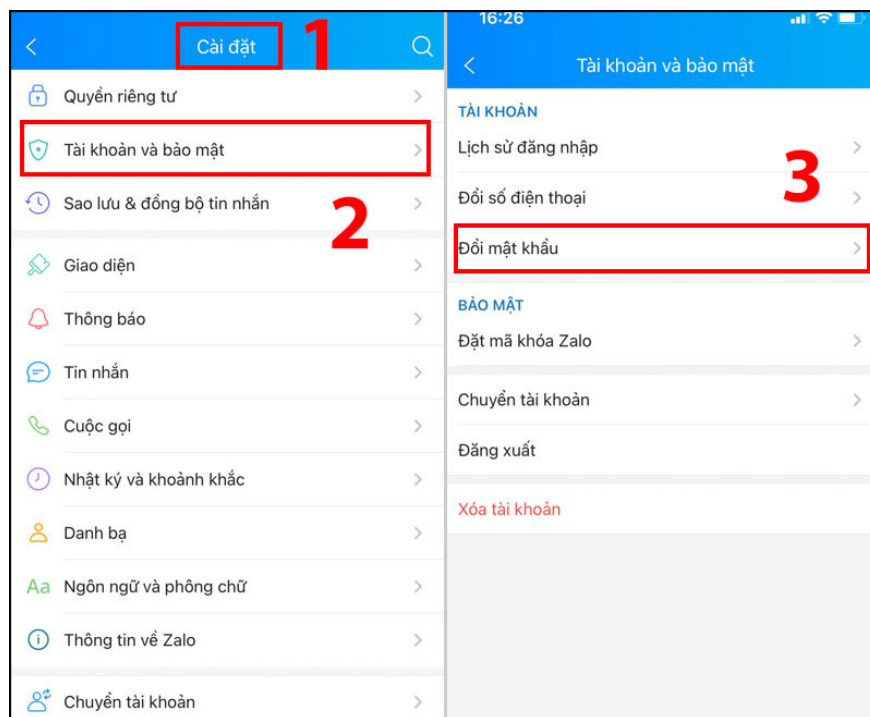 Cài đặt
1
Quyền riêng tư
Tài khoản và bảo mật
Sao lưu & đồng bộ tin nhắn
2
Giao diện
Thông báo
Tin nhắn
Cuộc gọi
Nhật ký và khoảnh khắc
Danh bạ
Aa Ngôn ngữ và phông chữ
Thông tin về Zalo
Chuyển tài khoản
16:26
Tài khoản và bảo mật
TÀI KHOẢN
Lịch sử đăng nhập
3
Đổi số điện thoại
Đổi mật khẩu
BẢO MẬT
Đặt mã khóa Zalo
Chuyển tài khoản
Đăng xuất
Xóa tài khoản